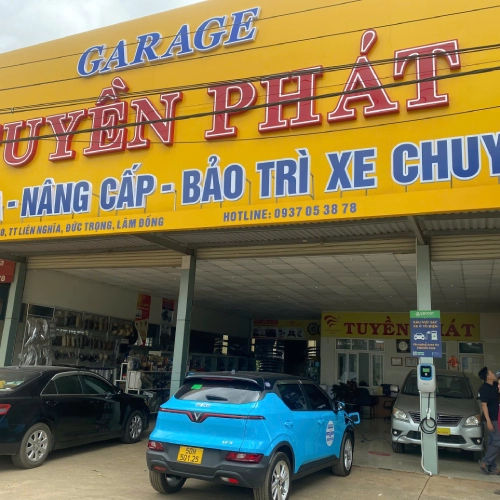 GARAGE
TUYỀN PHÁT
- NÂNG CẤP - BẢO TRÌ XE CHUY
TT LIÊN NGHĨA, ĐỨC TRỌNG, LÂM ĐỒNG
HOTLINE: 0937 05 38 78
TUYỀN PHÁT